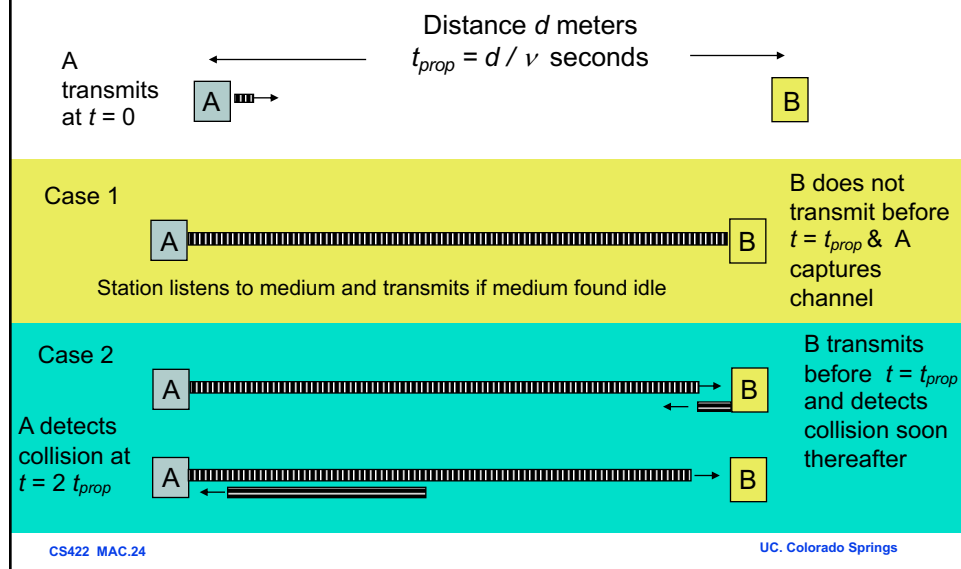 Distance d meters
t_prop = d / ν seconds
A
transmits
at t = 0
A
B
Case 1
A
B
B does not
transmit before
t = t_prop & A
captures
channel
Station listens to medium and transmits if medium found idle
Case 2
A
B
B transmits
before t = t_prop
and detects
collision soon
thereafter
A detects
collision at
t = 2 t_prop
A
B
CS422 MAC.24
UC. Colorado Springs